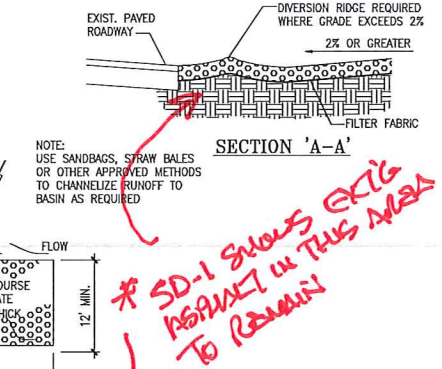 DIVERSION RIDGE REQUIRED
WHERE GRADE EXCEEDS 2%
EXIST. PAVED
ROADWAY
2% OR GREATER
FILTER FABRIC
SECTION 'A-A'
NOTE:
USE SANDBAGS, STRAW BALES
OR OTHER APPROVED METHODS
TO CHANNELIZE RUNOFF TO
BASIN AS REQUIRED
FLOW
OURSE
ATE
HICK
12' MIN.
* SD-1 SHOWS EXT'G
ASPHALT IN THIS AREA
TO REMAIN